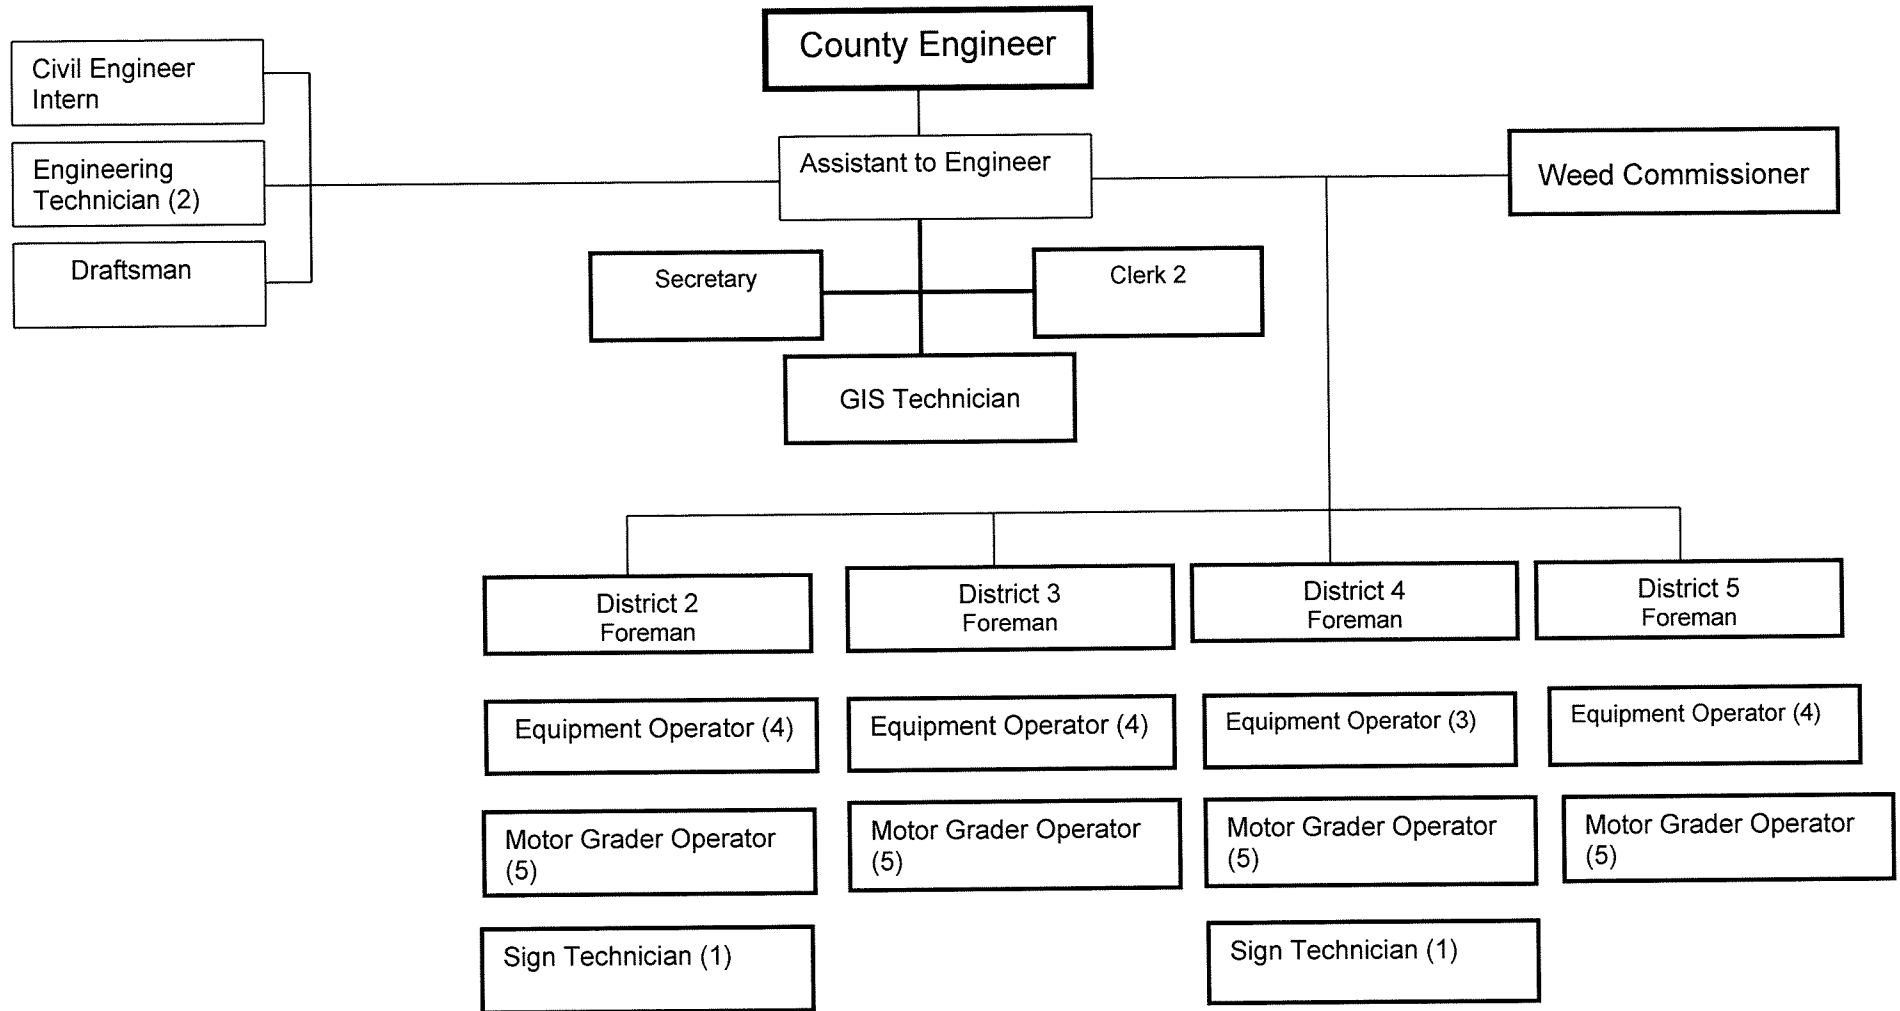 County Engineer
Civil Engineer
Intern
Engineering
Technician (2)
Draftsman
Assistant to Engineer
Weed Commissioner
Secretary
Clerk 2
GIS Technician
District 2
Foreman
District 3
Foreman
District 4
Foreman
District 5
Foreman
Equipment Operator (4)
Equipment Operator (4)
Equipment Operator (3)
Equipment Operator (4)
Motor Grader Operator
(5)
Motor Grader Operator
(5)
Motor Grader Operator
(5)
Motor Grader Operator
(5)
Sign Technician (1)
Sign Technician (1)